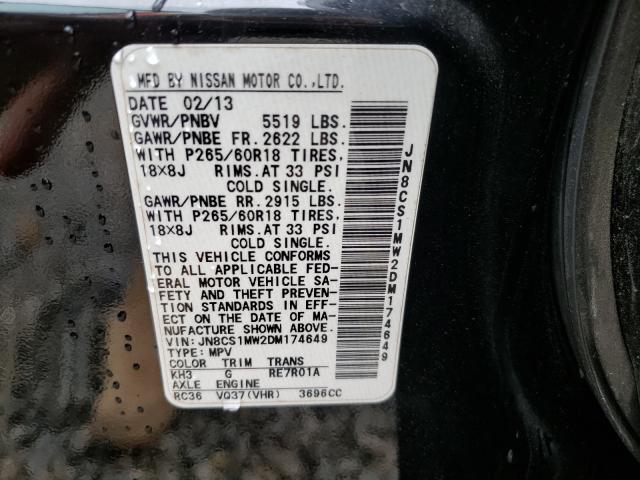 MFD BY NISSAN MOTOR CO.,LTD.
DATE 02/13
GVWR/PNBV 5519 LBS.
GAWR/PNBE FR. 2622 LBS.
WITH P265/60R18 TIRES,
18×8J RIMS.AT 33 PSI
COLD SINGLE.
GAWR/PNBE RR. 2915 LBS.
WITH P265/60R18 TIRES,
18×8J RIMS.AT 33 PSI
COLD SINGLE.
THIS VEHICLE CONFORMS
TO ALL APPLICABLE FED-
ERAL MOTOR VEHICLE SA-
FETY AND THEFT PREVEN-
TION STANDARDS IN EFF-
ECT ON THE DATE OF MA-
NUFACTURE SHOWN ABOVE.
VIN: JN8CS1MW2DM174649
TYPE: MPV
COLOR TRIM TRANS
KH3 G RE7R01A
AXLE ENGINE
RC36 VQ37(VHR) 3696CC
JN8CS1MW2DM174649